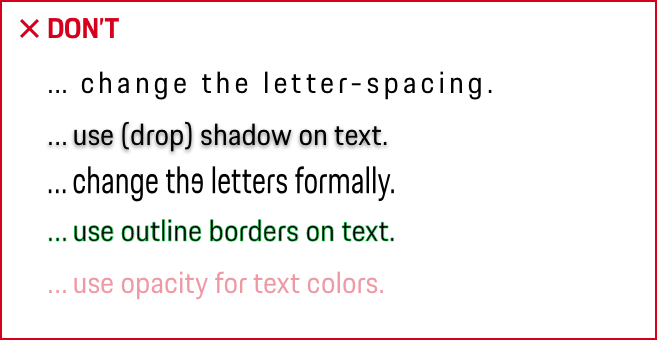 × DON'T
... change the letter-spacing.
... use (drop) shadow on text.
... change thɘ letters formally.
... use outline borders on text.
... use opacity for text colors.